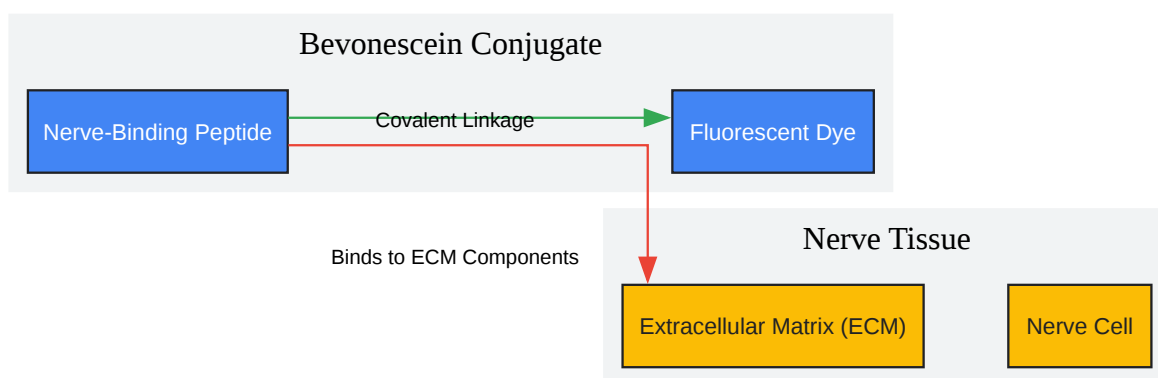 Bevonescein Conjugate
Nerve-Binding Peptide
Covalent Linkage
Fluorescent Dye
Nerve Tissue
Binds to ECM Components
Extracellular Matrix (ECM)
Nerve Cell